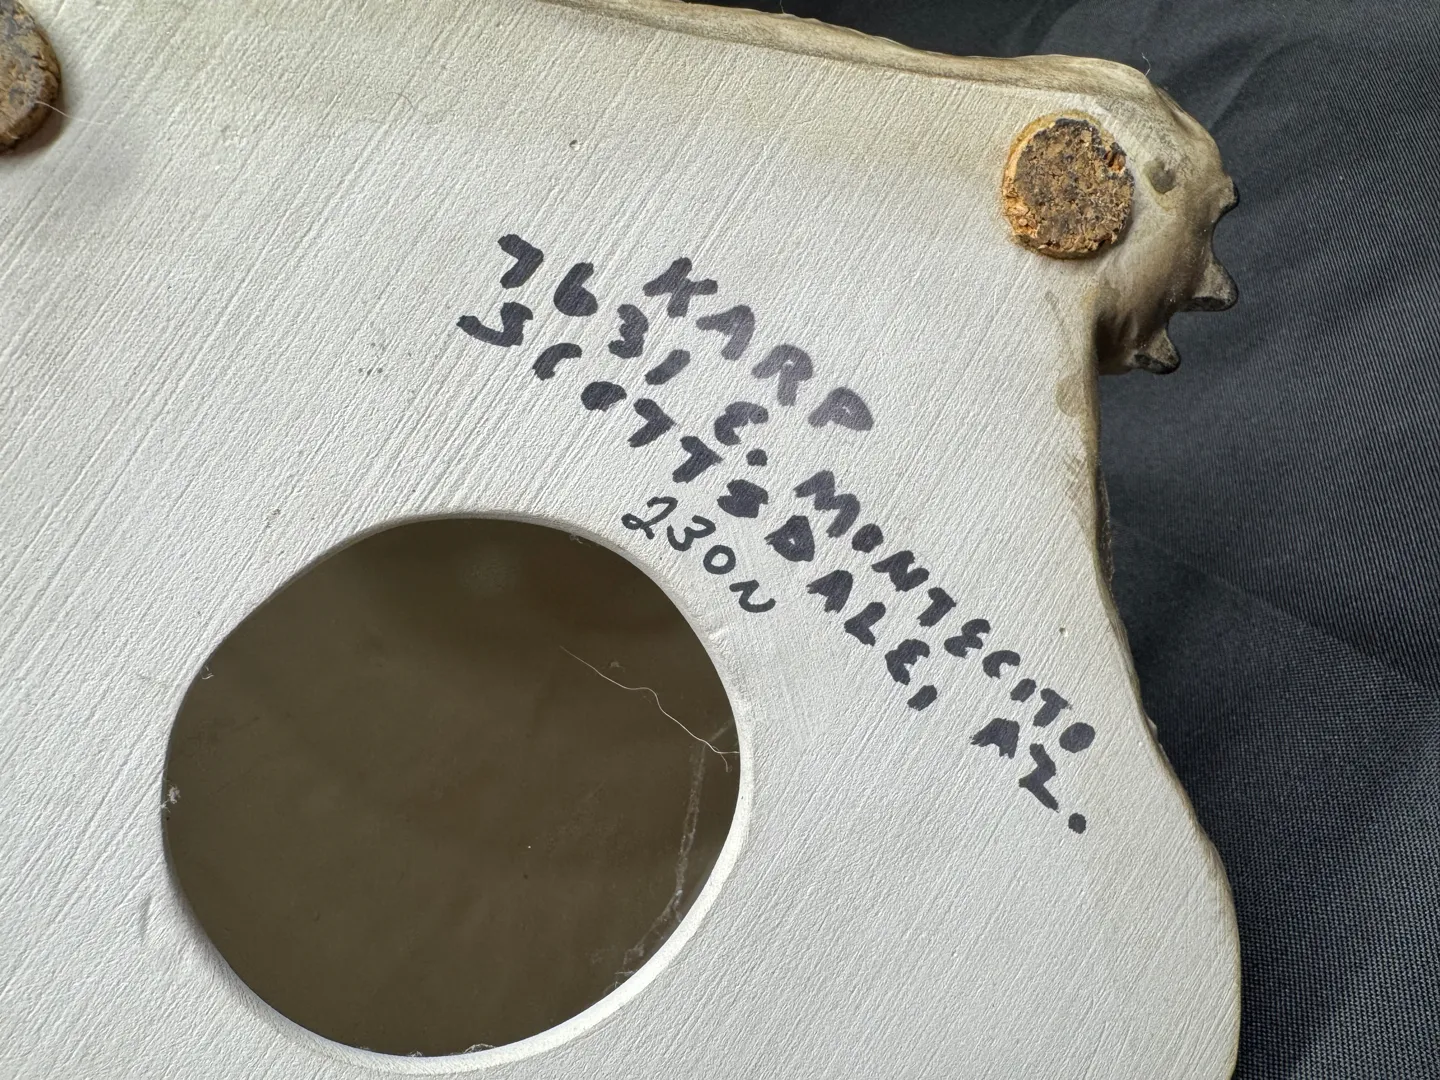 KARP
7631 E. MONTECITO
SCOTTSDALE, AZ.
230N